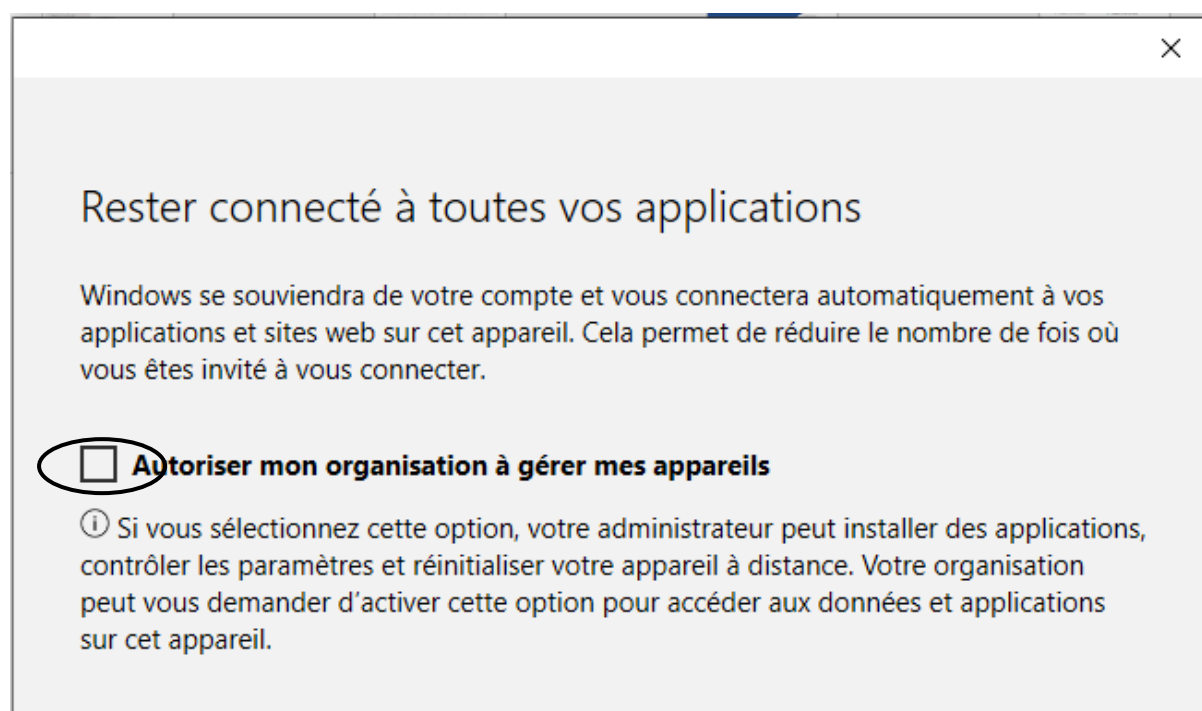 Rester connecté à toutes vos applications
Windows se souviendra de votre compte et vous connectera automatiquement à vos
applications et sites web sur cet appareil. Cela permet de réduire le nombre de fois où
vous êtes invité à vous connecter.
Autoriser mon organisation à gérer mes appareils
Si vous sélectionnez cette option, votre administrateur peut installer des applications,
contrôler les paramètres et réinitialiser votre appareil à distance. Votre organisation
peut vous demander d’activer cette option pour accéder aux données et applications
sur cet appareil.